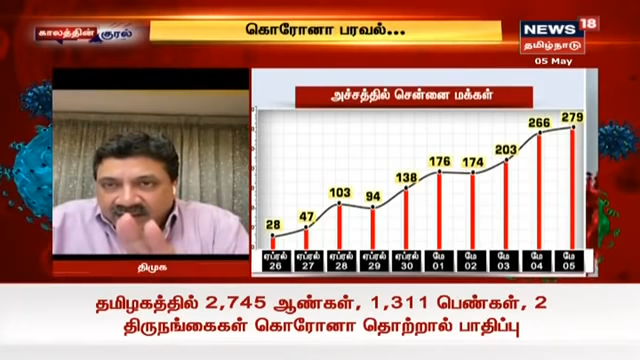 காலத்தின் குரல்
கொரோனா பரவல்...
NEWS 18
தமிழ்நாடு
05 May
அச்சத்தில் சென்னை மக்கள்
28 47 103 94 138 176 174 203 266 279
ஏப்ரல் 26 ஏப்ரல் 27 ஏப்ரல் 28 ஏப்ரல் 29 ஏப்ரல் 30 மே 01 மே 02 மே 03 மே 04 மே 05
திமுக
தமிழகத்தில் 2,745 ஆண்கள், 1,311 பெண்கள், 2
திருநங்கைகள் கொரோனா தொற்றால் பாதிப்பு